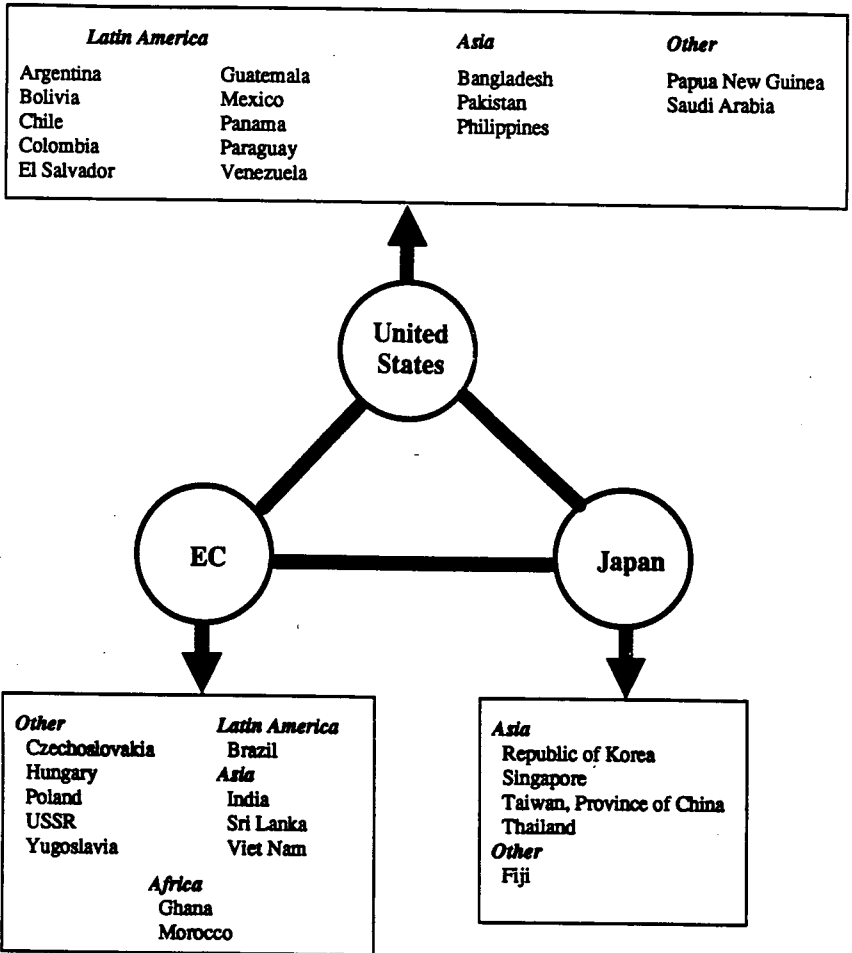 Latin America
Argentina
Bolivia
Chile
Colombia
El Salvador
Guatemala
Mexico
Panama
Paraguay
Venezuela
Asia
Bangladesh
Pakistan
Philippines
Other
Papua New Guinea
Saudi Arabia
United
States
EC
Japan
Other
Czechoslovakia
Hungary
Poland
USSR
Yugoslavia
Latin America
Brazil
Asia
India
Sri Lanka
Viet Nam
Africa
Ghana
Morocco
Asia
Republic of Korea
Singapore
Taiwan, Province of China
Thailand
Other
Fiji